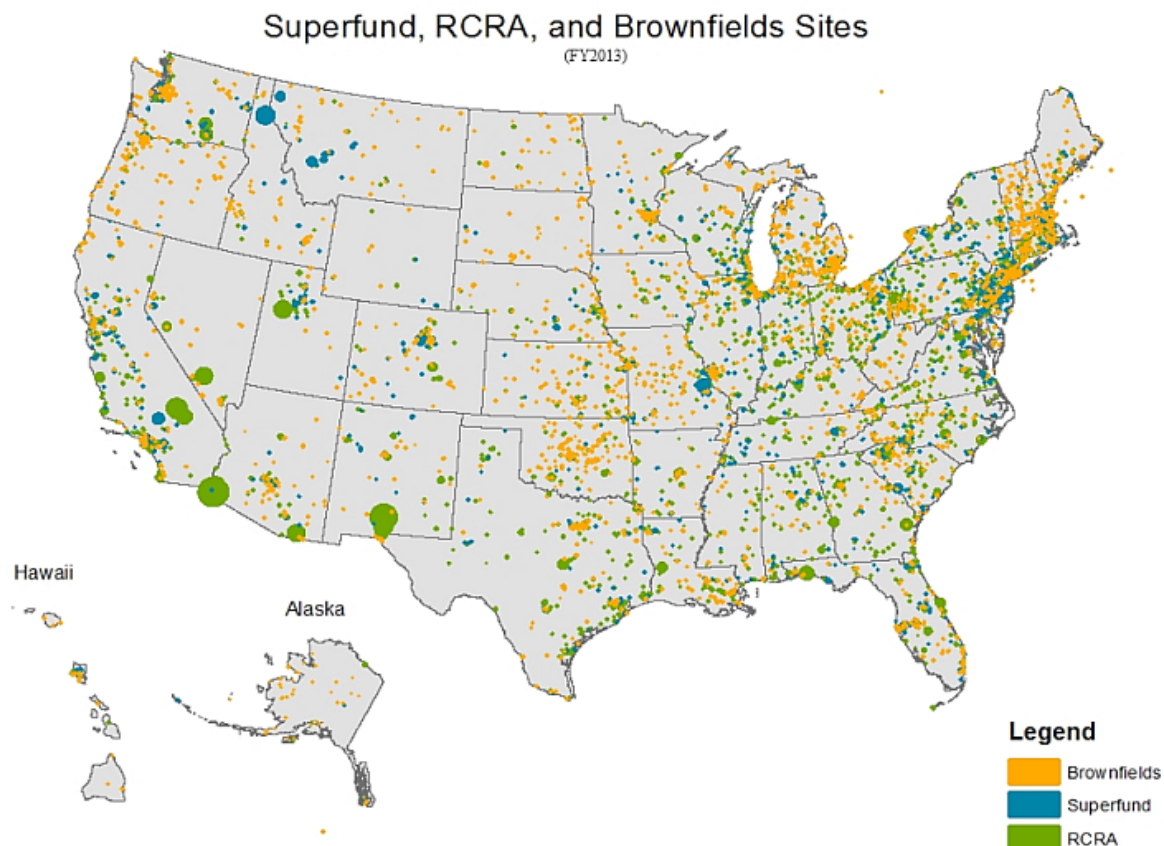 Superfund, RCRA, and Brownfields Sites
(FY2013)
Hawaii
Alaska
Legend
Brownfields
Superfund
RCRA